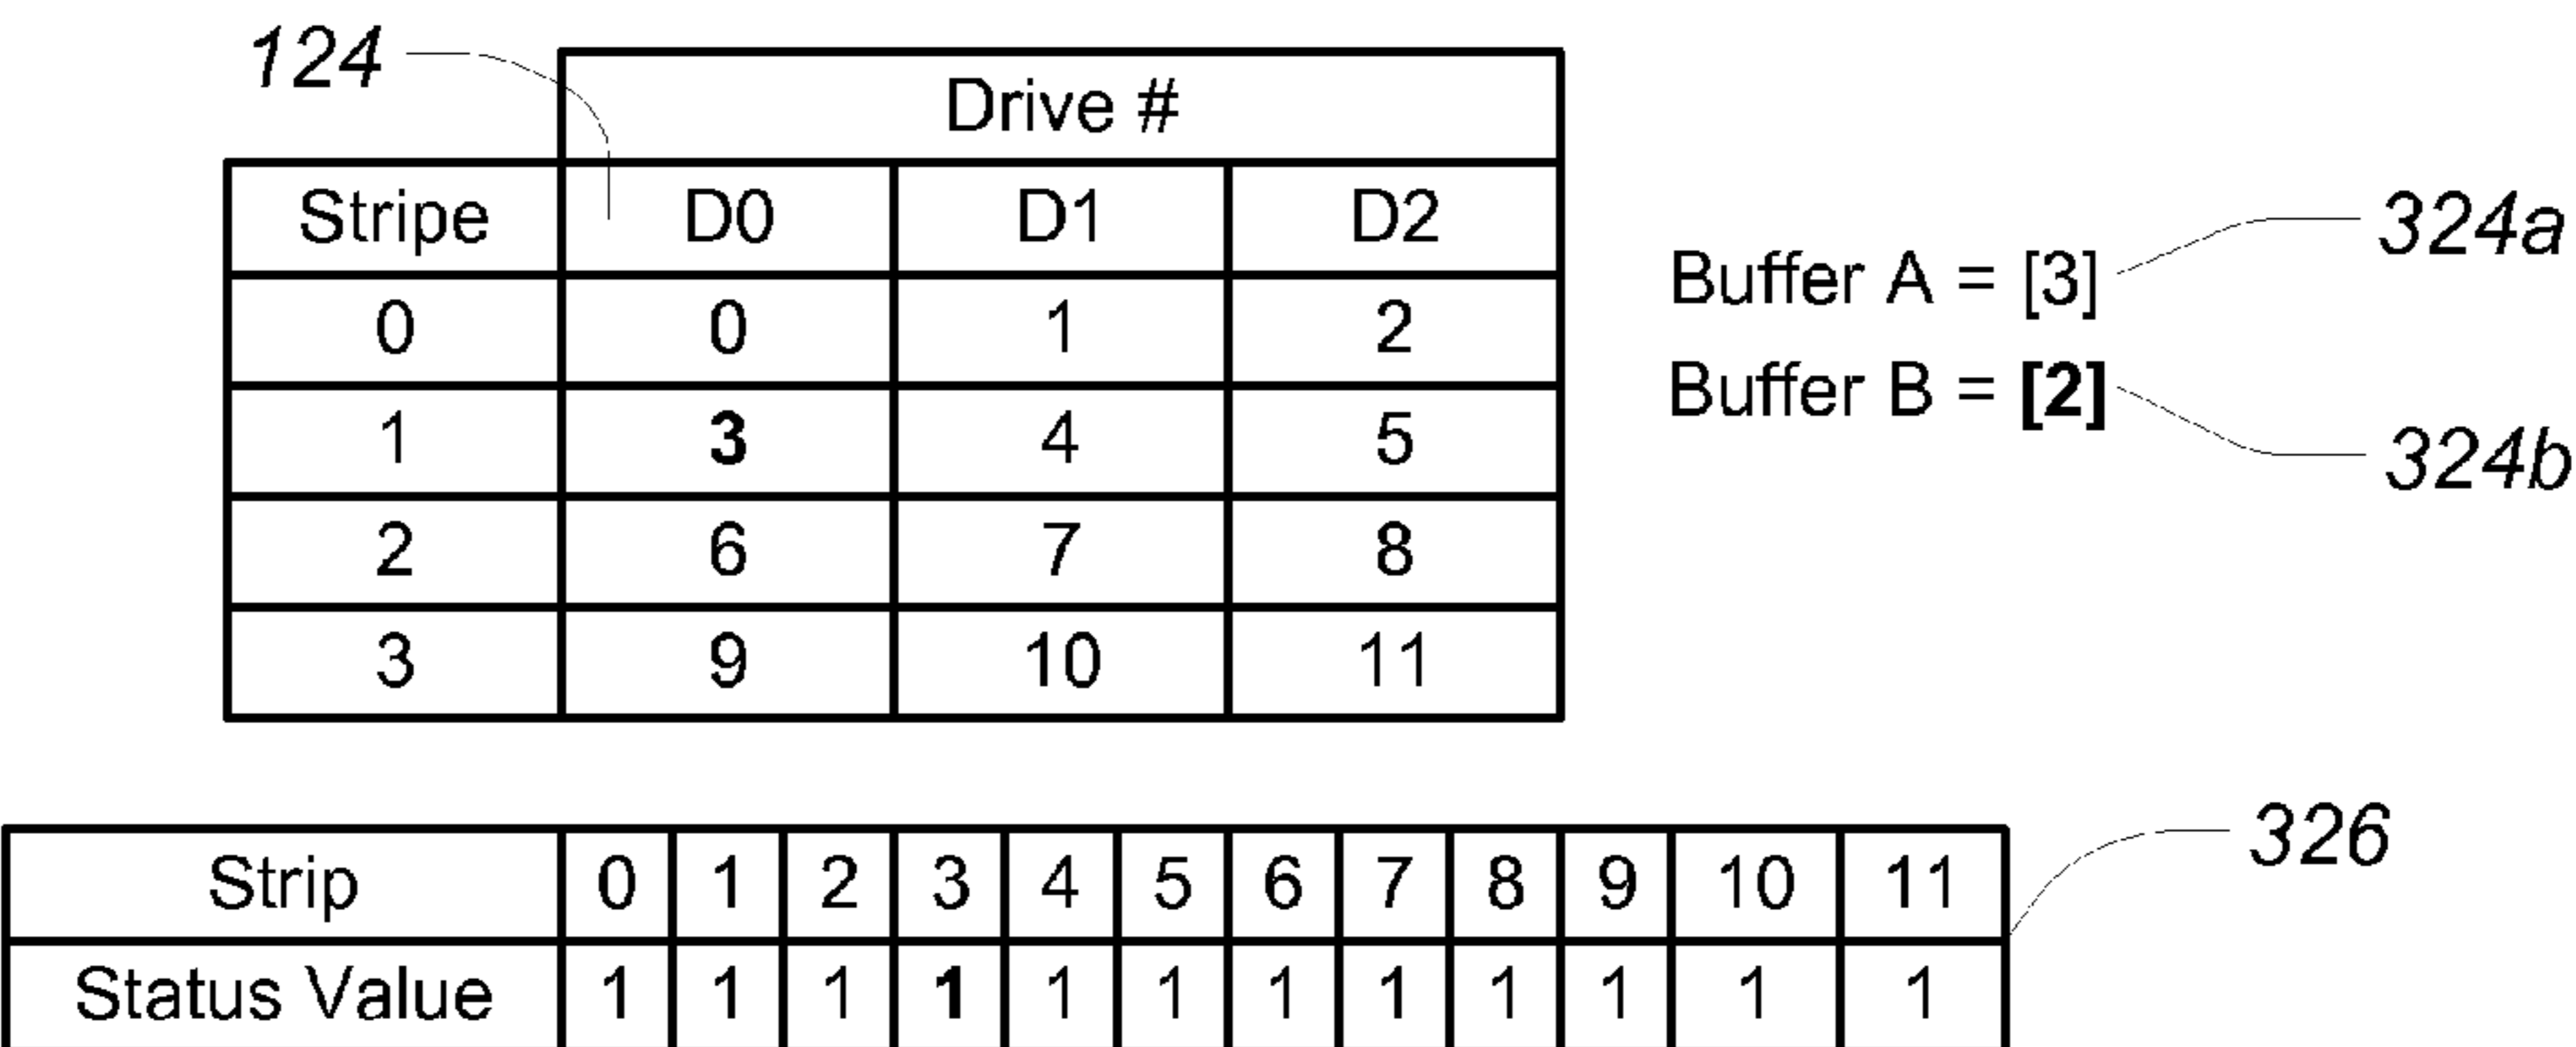 124
Drive #
Stripe D0 D1 D2
324a
Buffer A = [3]
0 0 1 2
Buffer B = [2]
1 3 4 5
324b
2 6 7 8
3 9 10 11
326
Strip 0 1 2 3 4 5 6 7 8 9 10 11
Status Value 1 1 1 1 1 1 1 1 1 1 1 1